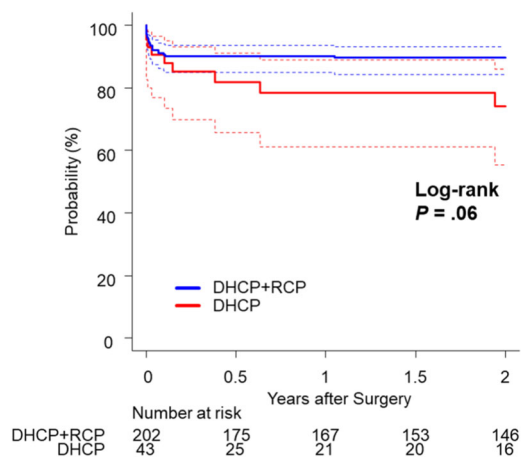 100
80
60
40
20
0
Probability (%)
Log-rank
P = .06
DHCP+RCP
DHCP
0 0.5 1 1.5 2
Years after Surgery
Number at risk
DHCP+RCP 202 175 167 153 146
DHCP 43 25 21 20 16